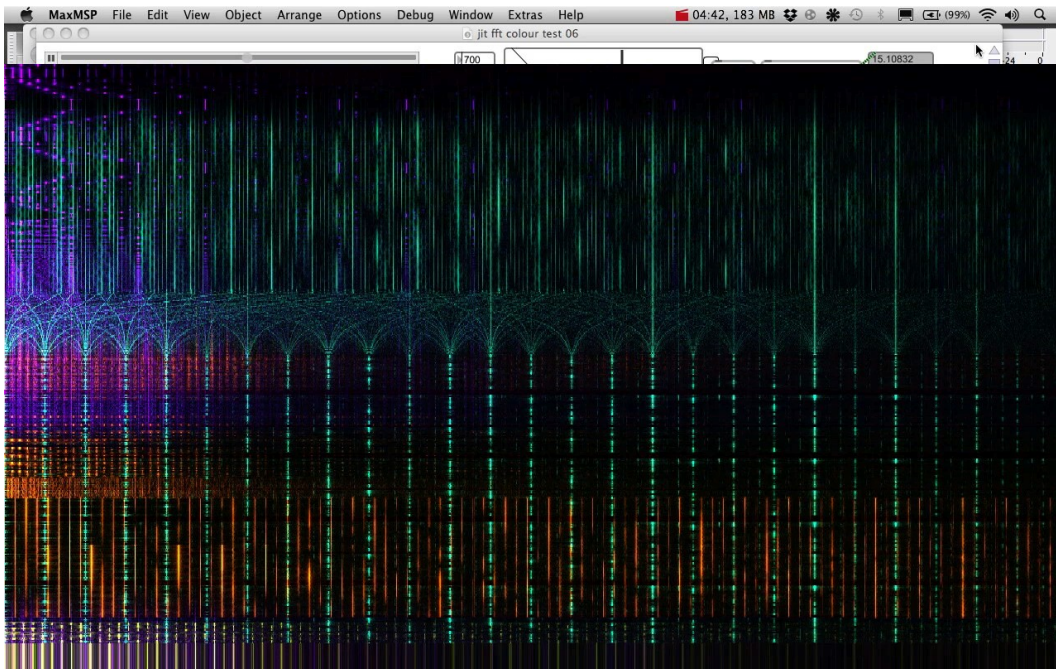 MaxMSP File Edit View Object Arrange Options Debug Window Extras Help 04:42, 183 MB (99%)
jit fft colour test 06
700 15.10832 -24 0